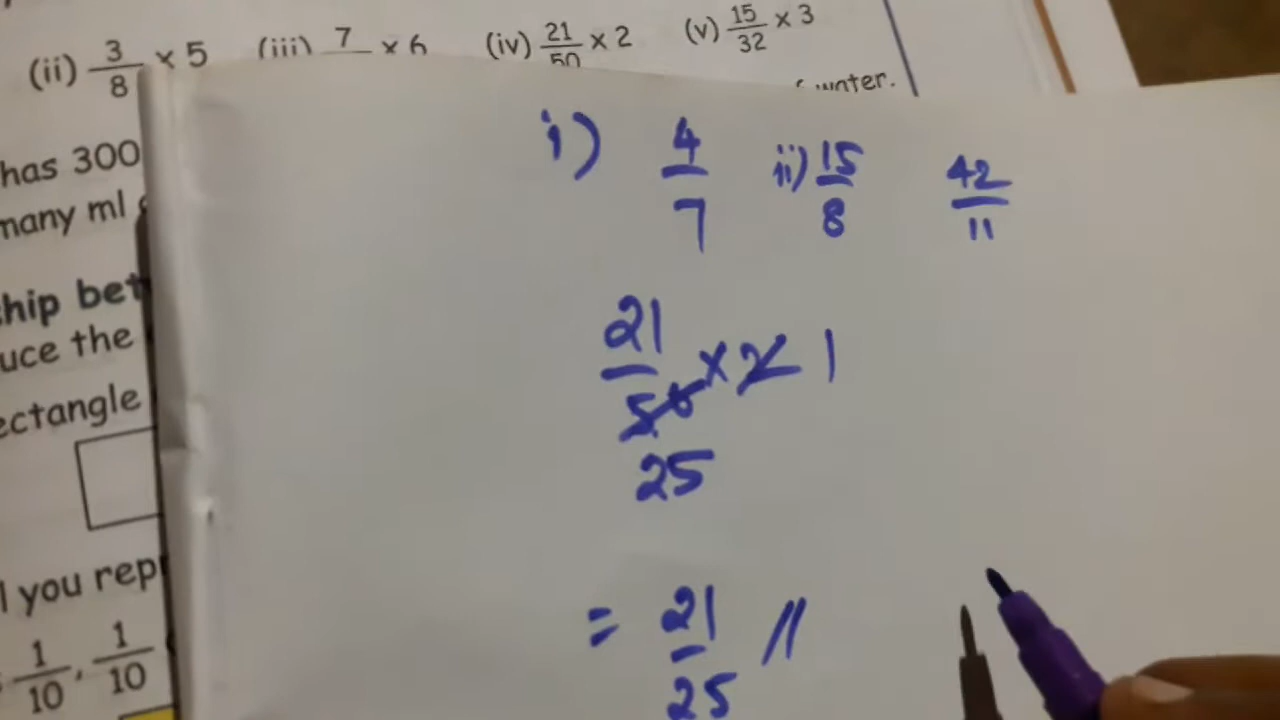 (ii) 3/8 × 5 (iii) 7 × 6 (iv) 21/50 × 2 (v) 15/32 × 3
water.
has 300
many ml
i) 4/7 ii) 15/8 42/11
hip bet
uce the
ectangle
21/50 × 2 1
25
you rep
1/10, 1/10
= 21/25 //